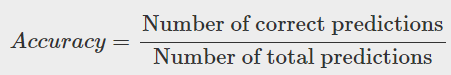 Accuracy = Number of correct predictions
Number of total predictions